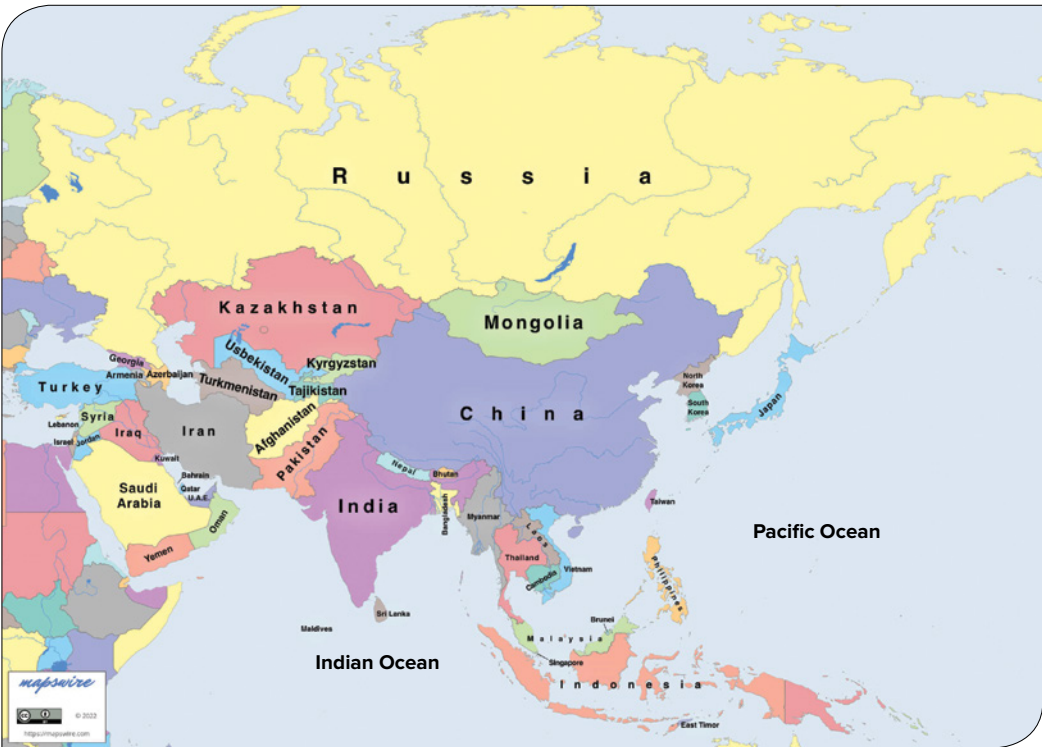 Russia
Kazakhstan
Mongolia
Usbekistan
Kyrgyzstan
Georgia
Armenia
Azerbaijan
Turkmenistan
Tajikistan
Turkey
North
Korea
South
Korea
Japan
China
Syria
Lebanon
Iraq
Iran
Afghanistan
Israel
Jordan
Kuwait
Pakistan
Nepal
Bhutan
Bahrain
Qatar
U.A.E.
Saudi
Arabia
Oman
India
Bangladesh
Myanmar
Laos
Taiwan
Yemen
Thailand
Vietnam
Cambodia
Philippines
Pacific Ocean
Sri Lanka
Maldives
Brunei
Malaysia
Singapore
Indian Ocean
Indonesia
East Timor
mapswire
cc
BY
© 2022
https://mapswire.com